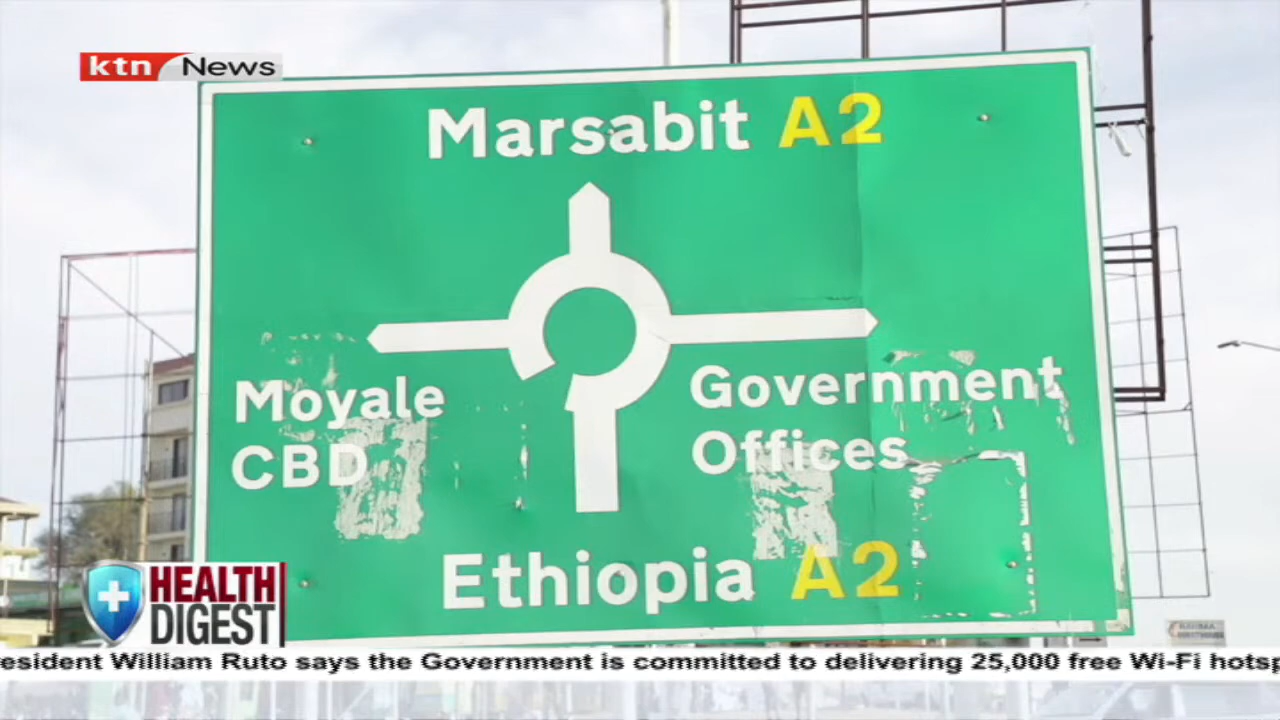 ktn News
Marsabit A2
Moyale
CBD
Government
Offices
Ethiopia A2
HEALTH
DIGEST
esident William Ruto says the Government is committed to delivering 25,000 free Wi-Fi hotsp